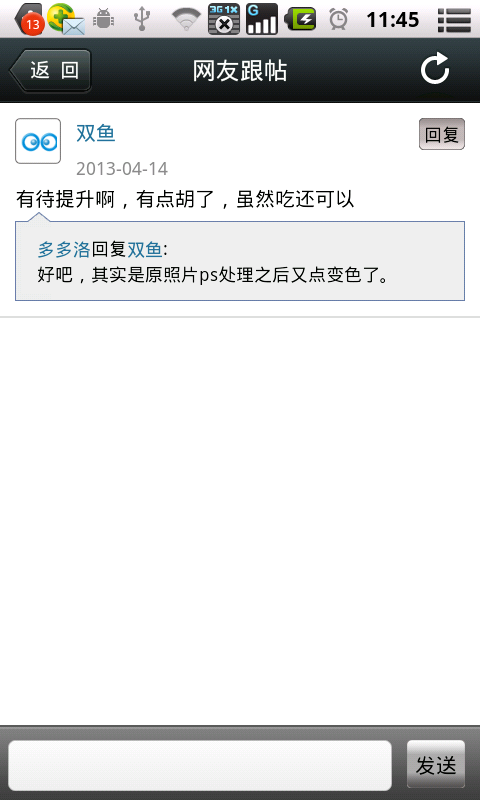 13
3G 1X
G
11:45
返 回
网友跟帖
双鱼
回复
2013-04-14
有待提升啊，有点胡了，虽然吃还可以
多多洛回复双鱼:
好吧，其实是原照片ps处理之后又点变色了。
发送